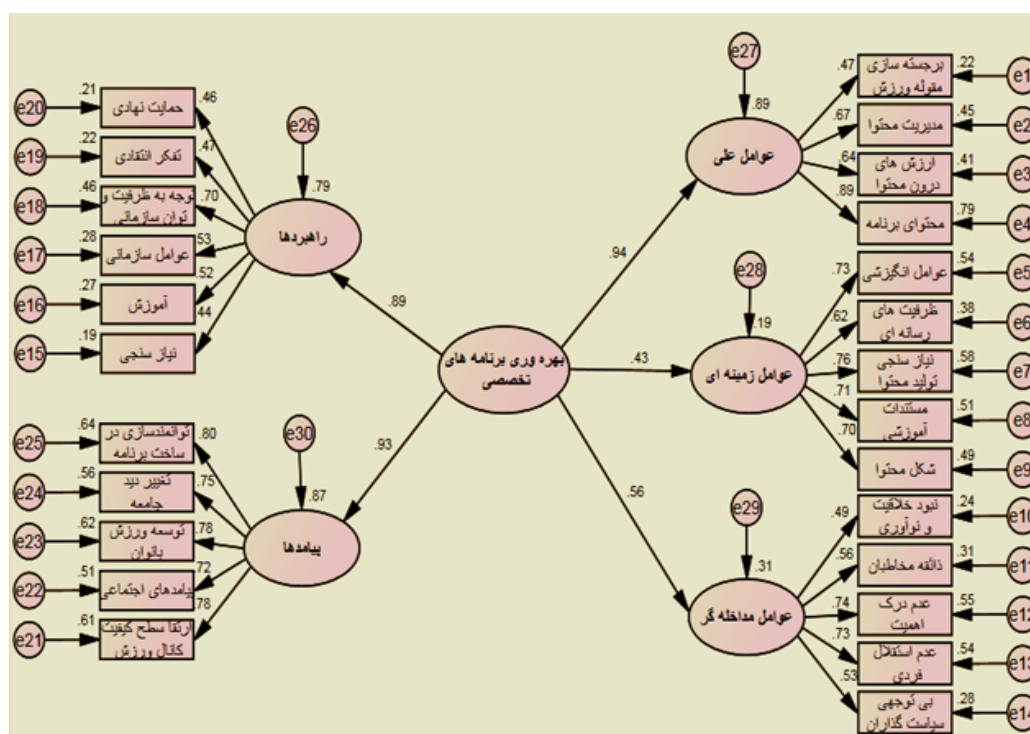 e27
.89
عوامل علی
.47
برجسته سازی
مقوله ورزش
.22
e1
.67
مدیریت محتوا
.45
e2
.64
ارزش های
درون محتوا
.41
e3
.89
محتوای برنامه
.79
e4
.94
e28
.19
عوامل زمینه ای
.73
عوامل انگیزشی
.54
e5
.62
ظرفیت های
رسانه ای
.38
e6
.76
نیاز سنجی
تولید محتوا
.58
e7
.71
مستندات
آموزشی
.51
e8
.70
شکل محتوا
.49
e9
.43
بهره وری برنامه های
تخصصی
.56
e29
.31
عوامل مداخله گر
.49
نبود خلاقیت
و نوآوری
.24
e10
.56
ذائقه مخاطبان
.31
e11
.74
عدم درک
اهمیت
.55
e12
.73
عدم استقلال
فردی
.54
e13
.53
بی توجهی
سیاست گذاران
.28
e14
e26
.79
راهبردها
.89
.46
حمایت نهادی
.21
e20
.47
تفکر انتقادی
.22
e19
.70
توجه به ظرفیت و
توان سازمانی
.46
e18
53
عوامل سازمانی
.28
e17
.52
آموزش
.27
e16
44
نیاز سنجی
.19
e15
.93
e30
.87
پیامدها
.80
توانمندسازی در
ساخت برنامه
.64
e25
.75
تغییر دید
جامعه
.56
e24
.78
توسعه ورزش
بانوان
.62
e23
.72
پیامدهای اجتماعی
.51
e22
.78
ارتقا سطح کیفیت
کانال ورزش
.61
e21